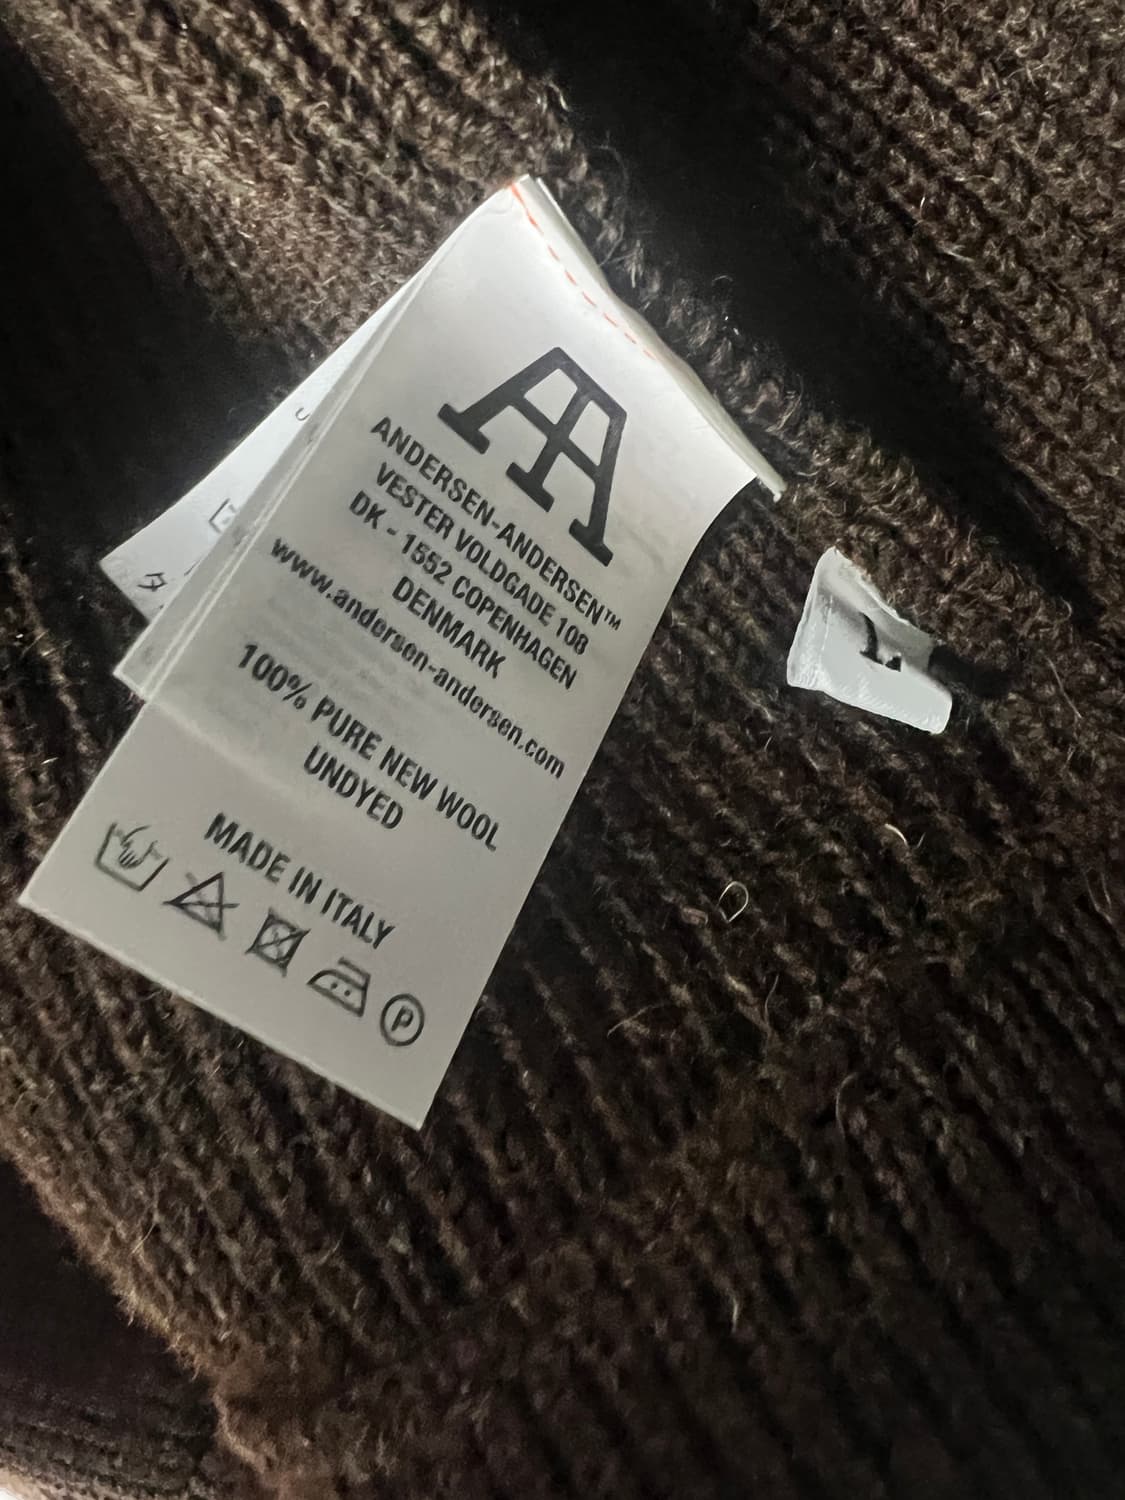 ANDERSEN-ANDERSEN™
VESTER VOLDGADE 108
DK - 1552 COPENHAGEN
DENMARK
www.andersen-andersen.com
100% PURE NEW WOOL
UNDYED
MADE IN ITALY
P
タ